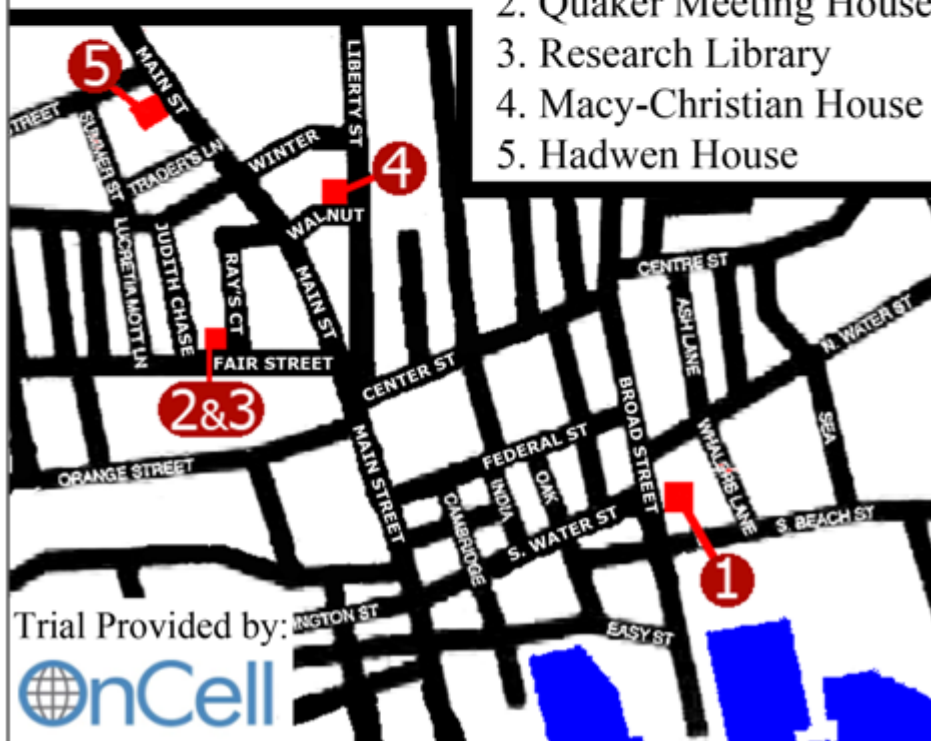 2. Quaker Meeting House
3. Research Library
4. Macy-Christian House
5. Hadwen House
5
MAIN ST
LIBERTY ST
STREET
SUMMER ST
TRADER'S LN
WINTER
4
WALNUT
LUCRETIA MOTT LN
JUDITH CHASE
RAY'S CT
MAIN ST
CENTRE ST
ASH LANE
N. WATER ST
FAIR STREET
CENTER ST
2&3
BROAD STREET
MAIN STREET
FEDERAL ST
WHALERS LANE
SEA
ORANGE STREET
CAMBRIDGE
INDIA
OAK
S. WATER ST
S. BEACH ST
1
NGTON ST
EASY ST
Trial Provided by:
OnCell